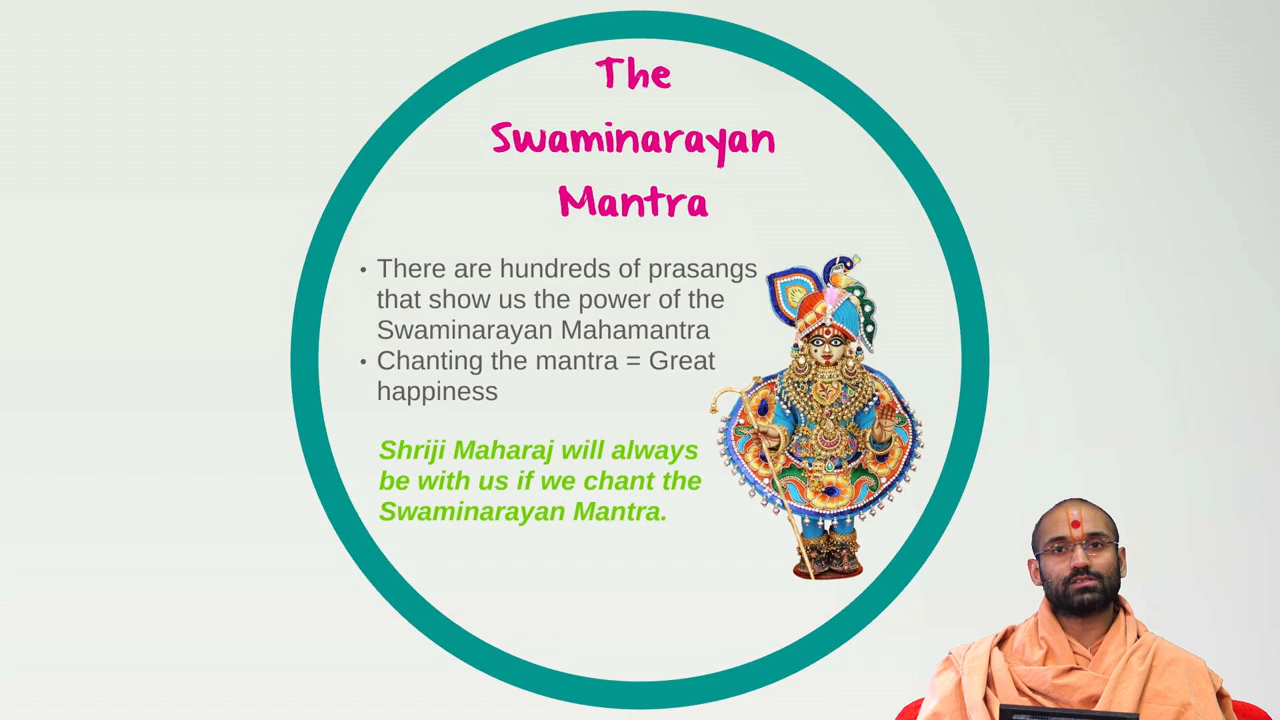 The
Swaminarayan
Mantra
• There are hundreds of prasangs
that show us the power of the
Swaminarayan Mahamantra
• Chanting the mantra = Great
happiness
Shriji Maharaj will always
be with us if we chant the
Swaminarayan Mantra.